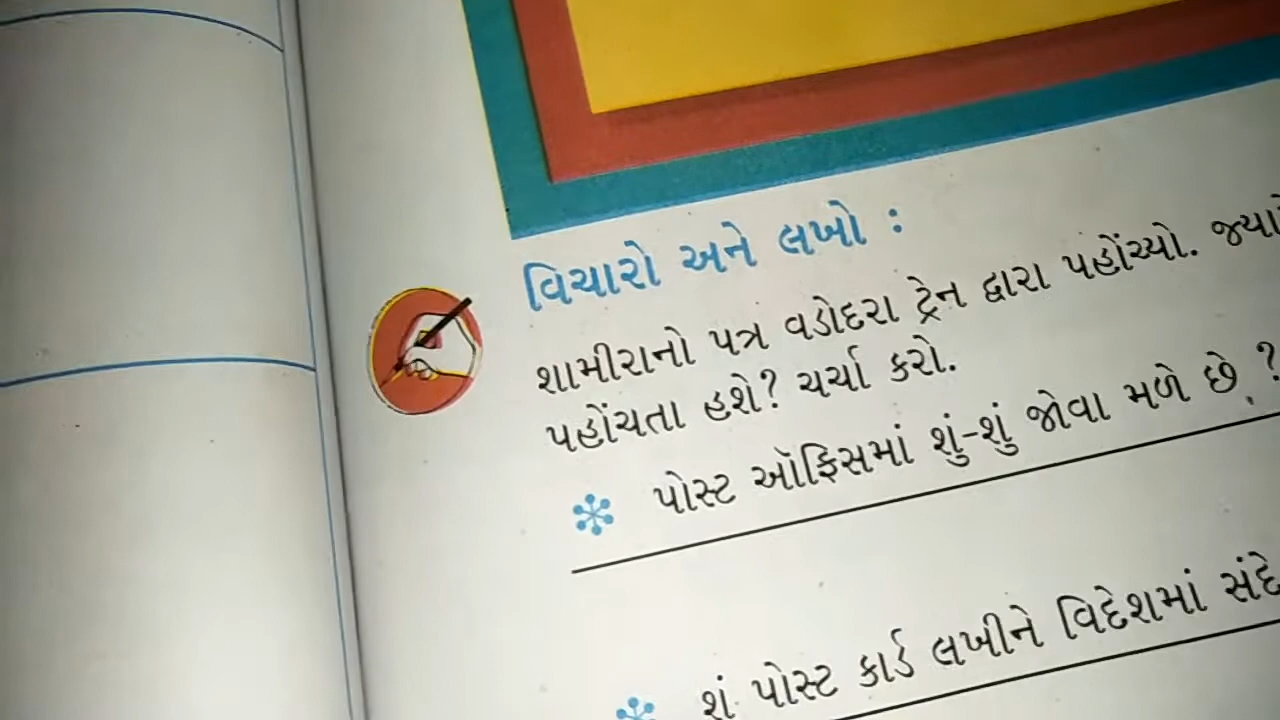 વિચારો અને લખો :
શામીરાનો પત્ર વડોદરા ટ્રેન દ્વારા પહોંચ્યો.
પહોંચતા હશે? ચર્ચા કરો.
પોસ્ટ ઑફિસમાં શું-શું જોવા મળે છે ?
શું પોસ્ટ કાર્ડ લખીને વિદેશમાં